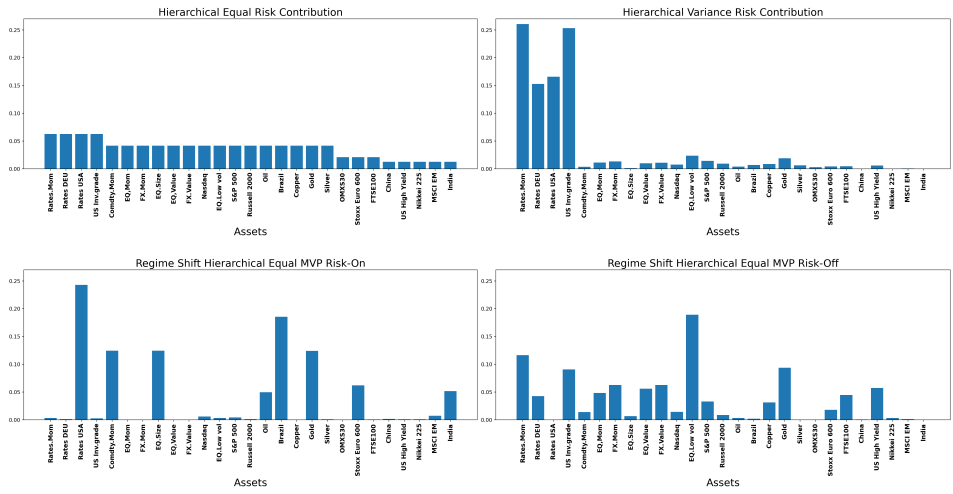 Hierarchical Equal Risk Contribution
0.25
0.20
0.15
0.10
0.05
0.00
Rates.Mom
Rates DEU
Rates USA
US Inv.grade
Comdty.Mom
EQ.Mom
FX.Mom
EQ.Size
EQ.Value
FX.Value
Nasdaq
EQ.Low vol
S&P 500
Russell 2000
Oil
Brazil
Copper
Gold
Silver
OMXS30
Stoxx Euro 600
FTSE100
China
US High Yield
Nikkei 225
MSCI EM
India
Assets
Hierarchical Variance Risk Contribution
0.25
0.20
0.15
0.10
0.05
0.00
Rates.Mom
Rates DEU
Rates USA
US Inv.grade
Comdty.Mom
EQ.Mom
FX.Mom
EQ.Size
EQ.Value
FX.Value
Nasdaq
EQ.Low vol
S&P 500
Russell 2000
Oil
Brazil
Copper
Gold
Silver
OMXS30
Stoxx Euro 600
FTSE100
China
US High Yield
Nikkei 225
MSCI EM
India
Assets
Regime Shift Hierarchical Equal MVP Risk-On
0.25
0.20
0.15
0.10
0.05
0.00
Rates.Mom
Rates DEU
Rates USA
US Inv.grade
Comdty.Mom
EQ.Mom
FX.Mom
EQ.Size
EQ.Value
FX.Value
Nasdaq
EQ.Low vol
S&P 500
Russell 2000
Oil
Brazil
Copper
Gold
Silver
OMXS30
Stoxx Euro 600
FTSE100
China
US High Yield
Nikkei 225
MSCI EM
India
Assets
Regime Shift Hierarchical Equal MVP Risk-Off
0.25
0.20
0.15
0.10
0.05
0.00
Rates.Mom
Rates DEU
Rates USA
US Inv.grade
Comdty.Mom
EQ.Mom
FX.Mom
EQ.Size
EQ.Value
FX.Value
Nasdaq
EQ.Low vol
S&P 500
Russell 2000
Oil
Brazil
Copper
Gold
Silver
OMXS30
Stoxx Euro 600
FTSE100
China
US High Yield
Nikkei 225
MSCI EM
India
Assets